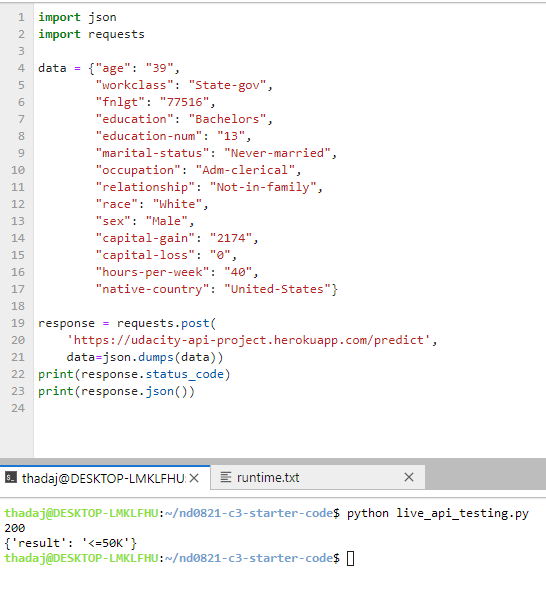 1 import json
2 import requests
3
4 data = {"age": "39",
5 "workclass": "State-gov",
6 "fnlgt": "77516",
7 "education": "Bachelors",
8 "education-num": "13",
9 "marital-status": "Never-married",
10 "occupation": "Adm-clerical",
11 "relationship": "Not-in-family",
12 "race": "White",
13 "sex": "Male",
14 "capital-gain": "2174",
15 "capital-loss": "0",
16 "hours-per-week": "40",
17 "native-country": "United-States"}
18
19 response = requests.post(
20 'https://udacity-api-project.herokuapp.com/predict',
21 data=json.dumps(data))
22 print(response.status_code)
23 print(response.json())
24
thadaj@DESKTOP-LMKLFHU: runtime.txt
thadaj@DESKTOP-LMKLFHU:~/nd0821-c3-starter-code$ python live_api_testing.py
200
{'result': '<=50K'}
thadaj@DESKTOP-LMKLFHU:~/nd0821-c3-starter-code$